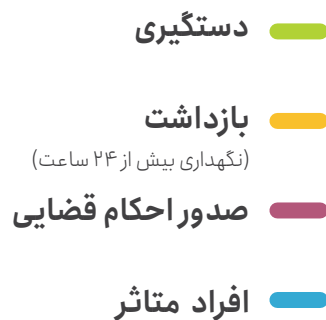 دستگیری
بازداشت
(نگهداری بیش از ۲۴ ساعت)
صدور احکام قضایی
افراد متاثر